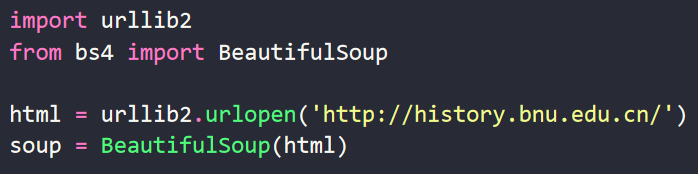 import urllib2
from bs4 import BeautifulSoup
html = urllib2.urlopen('http://history.bnu.edu.cn/')
soup = BeautifulSoup(html)